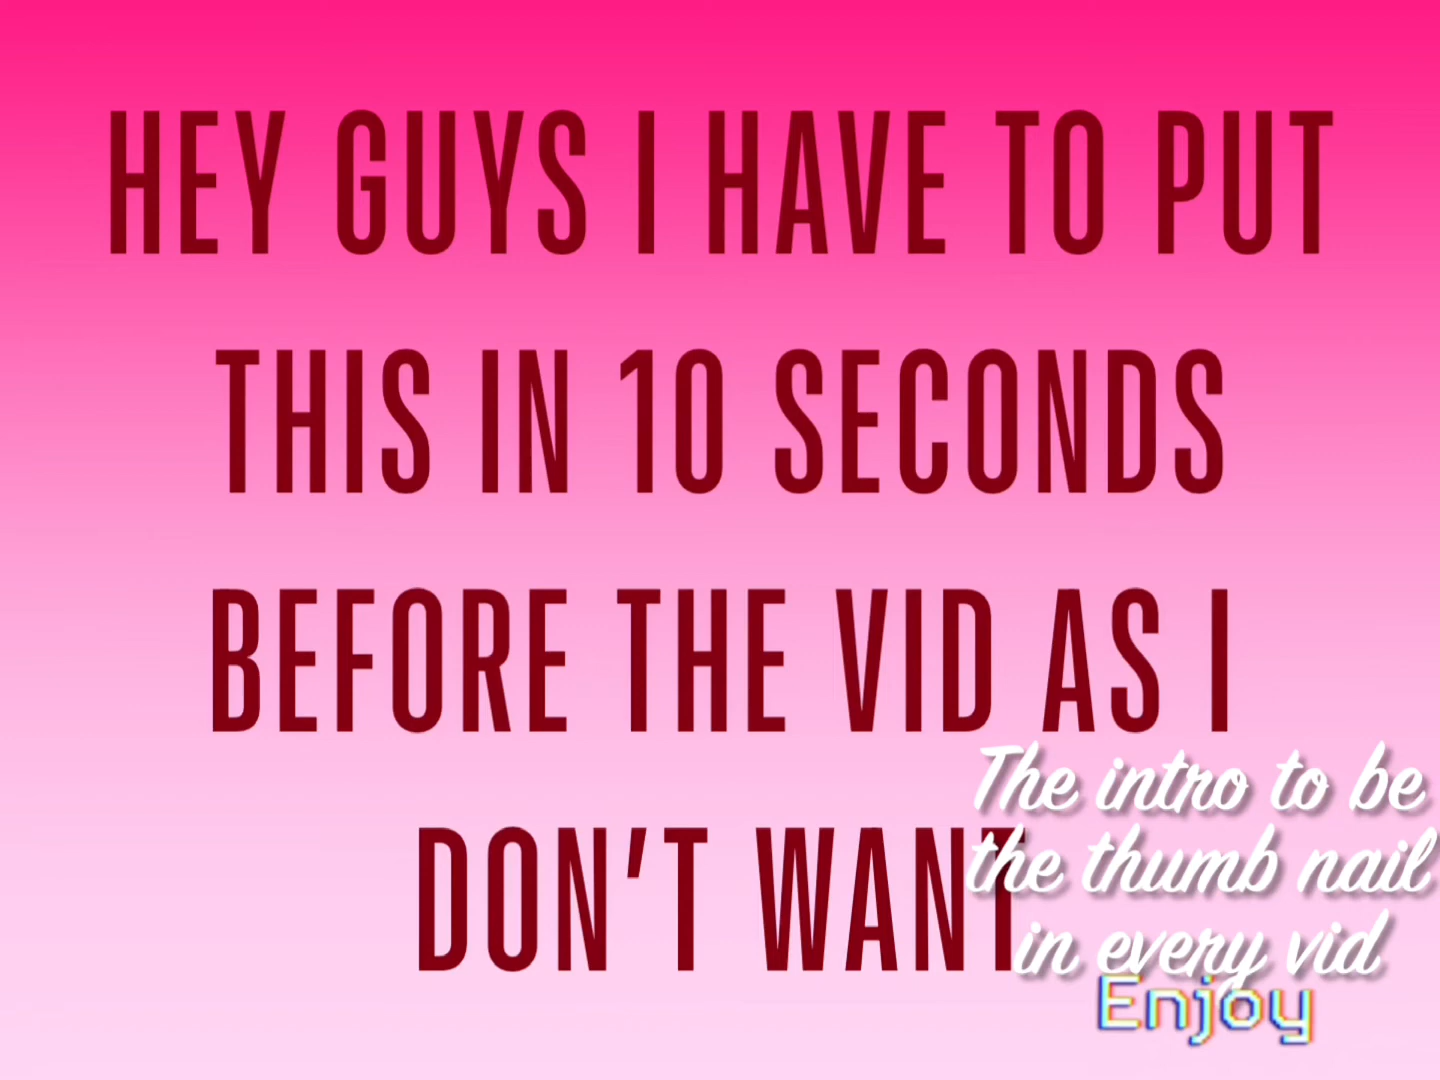 HEY GUYS I HAVE TO PUT
THIS IN 10 SECONDS
BEFORE THE VID AS I
DON'T WANT
The intro to be
the thumb nail
in every vid
Enjoy